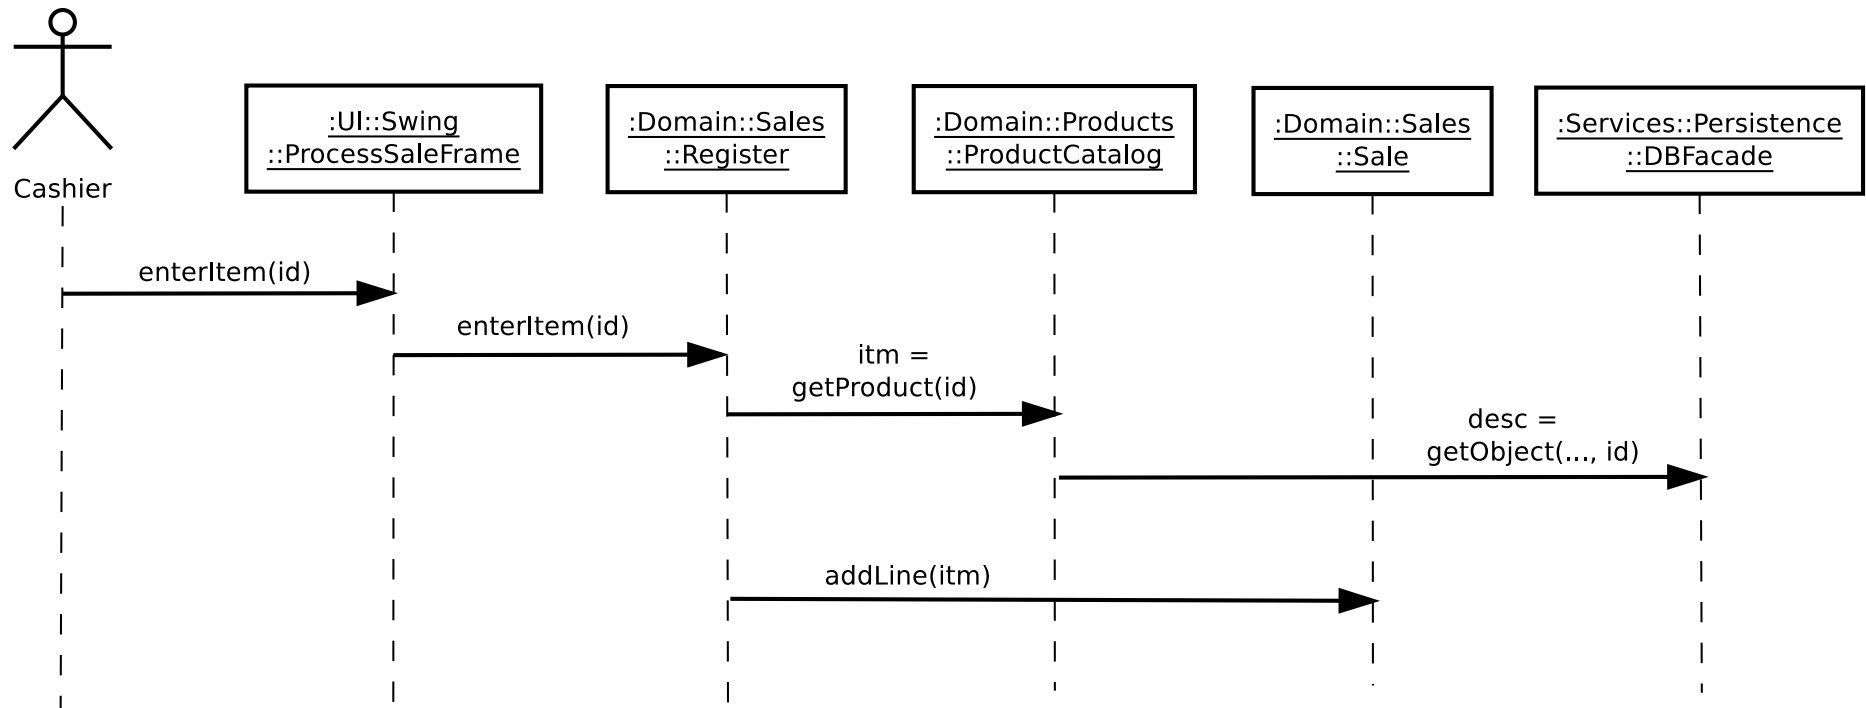 Cashier
:UI::Swing
::ProcessSaleFrame
:Domain::Sales
::Register
:Domain::Products
::ProductCatalog
:Domain::Sales
::Sale
:Services::Persistence
::DBFacade
enterItem(id)
enterItem(id)
itm =
getProduct(id)
desc =
getObject(..., id)
addLine(itm)